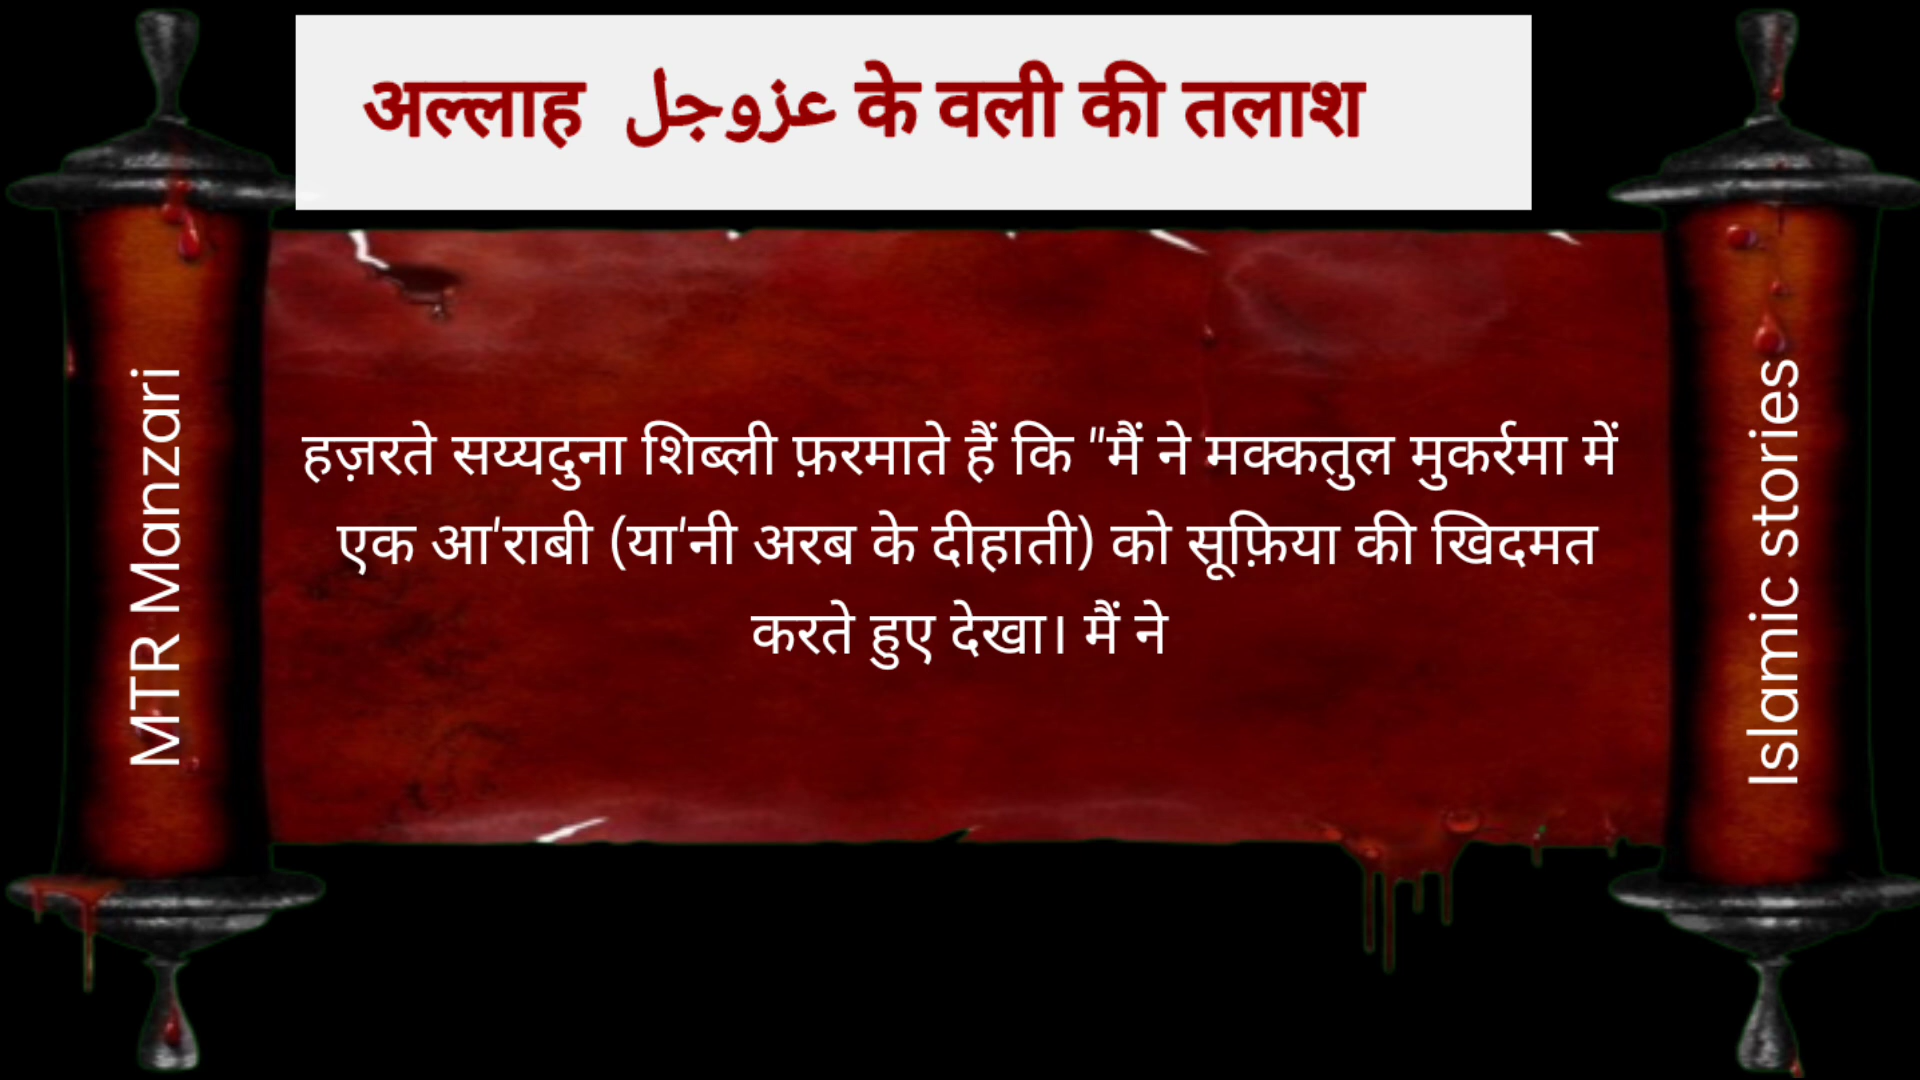 अल्लाह عزوجل के वली की तलाश
MTR Manzari
हज़रते सय्यदुना शिब्ली फ़रमाते हैं कि "मैं ने मक्कतुल मुकर्रमा में
एक आ'राबी (या'नी अरब के दीहाती) को सूफ़िया की खिदमत
करते हुए देखा। मैं ने
Islamic stories